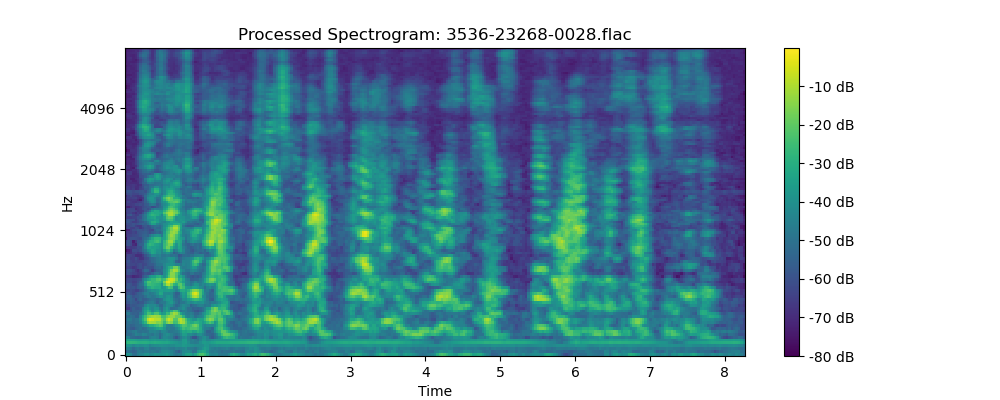 Processed Spectrogram: 3536-23268-0028.flac
Hz
4096
2048
1024
512
0
0 1 2 3 4 5 6 7 8
Time
-10 dB
-20 dB
-30 dB
-40 dB
-50 dB
-60 dB
-70 dB
-80 dB